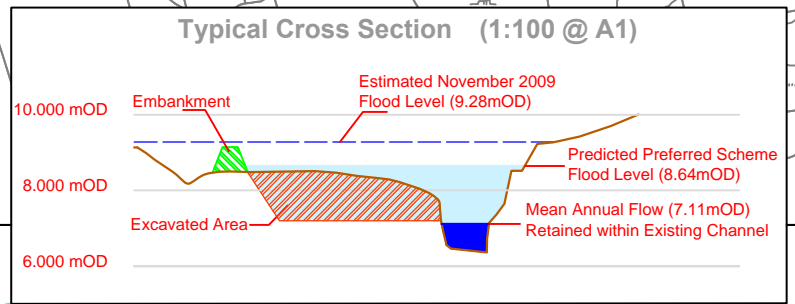 Typical Cross Section (1:100 @ A1)
Estimated November 2009
Flood Level (9.28mOD)
Embankment
10.000 mOD
Predicted Preferred Scheme
Flood Level (8.64mOD)
8.000 mOD
Mean Annual Flow (7.11mOD)
Retained within Existing Channel
Excavated Area
6.000 mOD